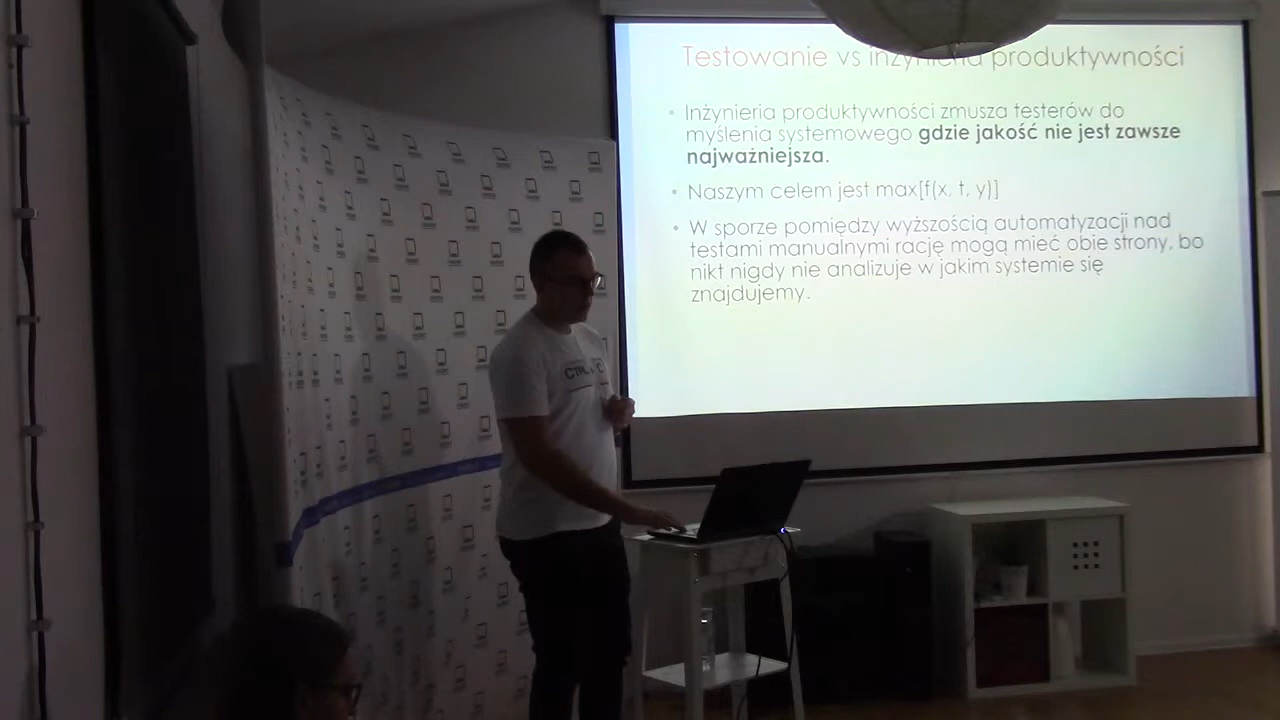 Testowanie vs inżynieria produktywności
• Inżynieria produktywności zmusza testerów do
myślenia systemowego gdzie jakość nie jest zawsze
najważniejsza.
• Naszym celem jest max[f(x, t, y)]
• W sporze pomiędzy wyższością automatyzacji nad
testami manualnymi rację mogą mieć obie strony, bo
nikt nigdy nie analizuje w jakim systemie się
znajdujemy.